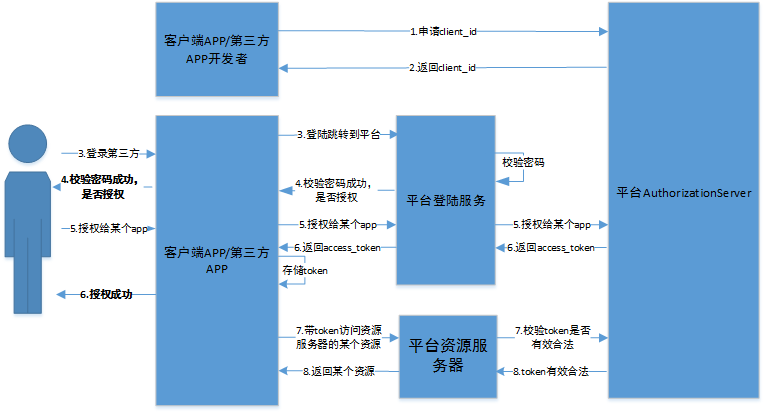 客户端APP/第三方
APP开发者
1.申请client_id
2.返回client_id
平台AuthorizationServer
3.登录第三方
4.校验密码成功，
是否授权
5.授权给某个app
6.授权成功
客户端APP/第三方
APP
3.登陆跳转到平台
4.校验密码成功，
是否授权
5.授权给某个app
6.返回access_token
存储token
平台登陆服务
校验密码
5.授权给某个app
6.返回access_token
7.带token访问资源
服务器的某个资源
8.返回某个资源
平台资源服
务器
7.校验token是否
有效合法
8.token有效合法